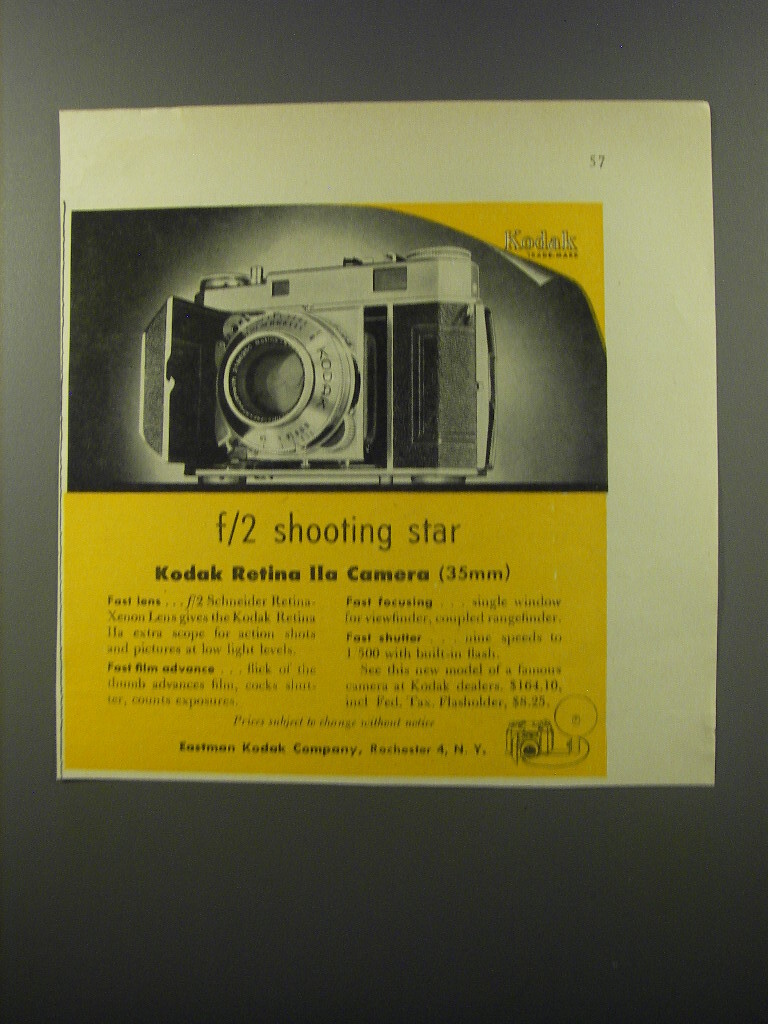 57
Kodak
TRADE-MARK
KODAK
f/2 shooting star
Kodak Retina IIa Camera (35mm)
Fast lens . . . f/2 Schneider Retina-
Xenon Lens gives the Kodak Retina
IIa extra scope for action shots
and pictures at low light levels.
Fast film advance . . . flick of the
thumb advances film, cocks shut-
ter, counts exposures.
Fast focusing . . . single window
for viewfinder, coupled rangefinder.
Fast shutter . . . nine speeds to
1/500 with built-in flash.
See this new model of a famous
camera at Kodak dealers. $164.10,
incl Fed. Tax. Flasholder, $8.25.
Prices subject to change without notice
Eastman Kodak Company, Rochester 4, N. Y.